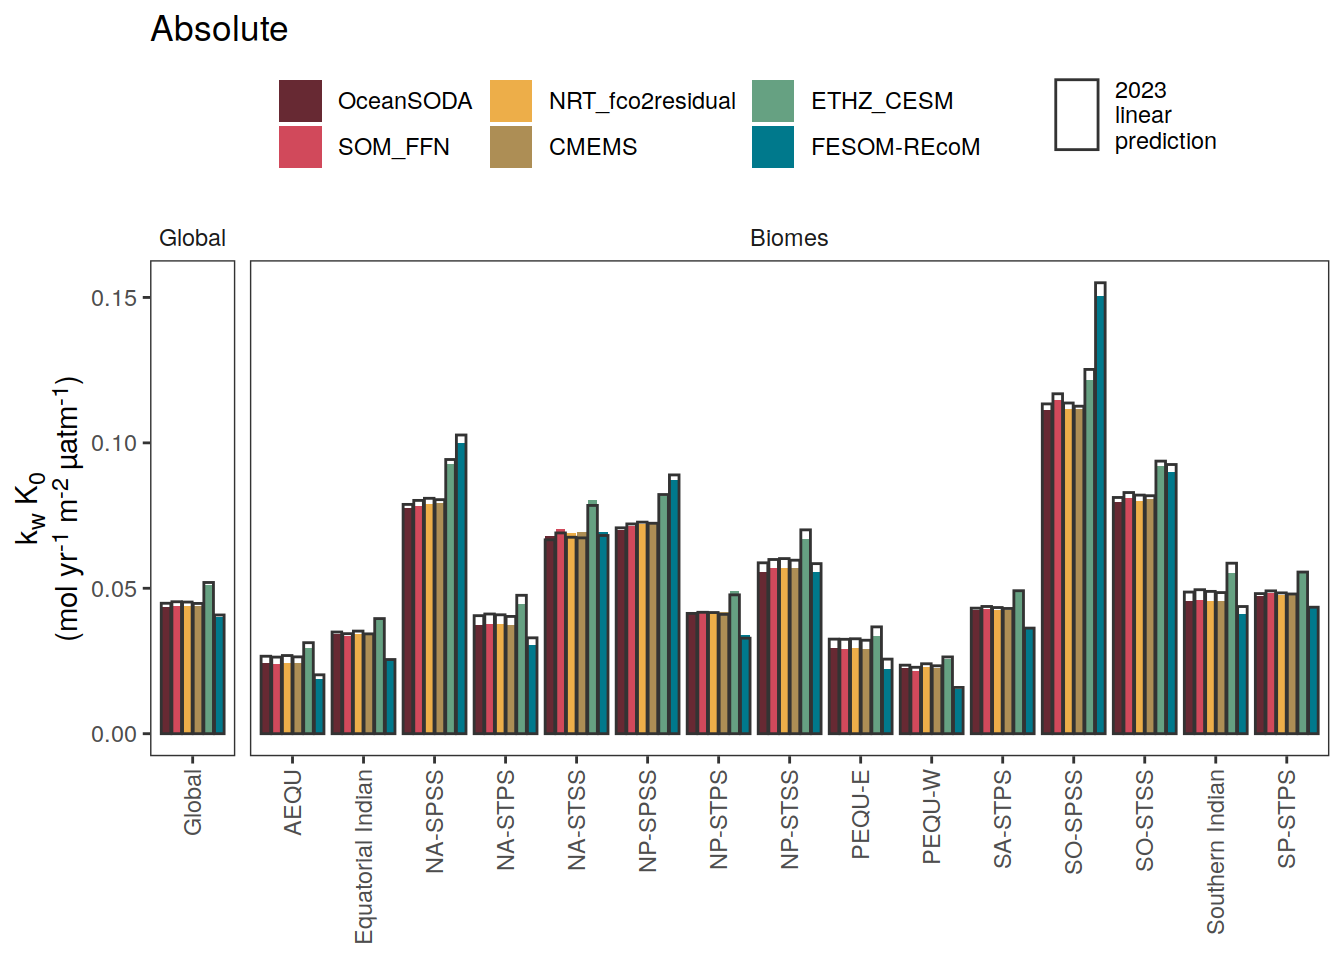 Absolute
OceanSODA
SOM_FFN
NRT_fco2residual
CMEMS
ETHZ_CESM
FESOM-REcoM
2023
linear
prediction
Global
Biomes
kw K0
(mol yr-1 m-2 µatm-1)
0.15
0.10
0.05
0.00
Global
AEQU
Equatorial Indian
NA-SPSS
NA-STPS
NA-STSS
NP-SPSS
NP-STPS
NP-STSS
PEQU-E
PEQU-W
SA-STPS
SO-SPSS
SO-STSS
Southern Indian
SP-STPS